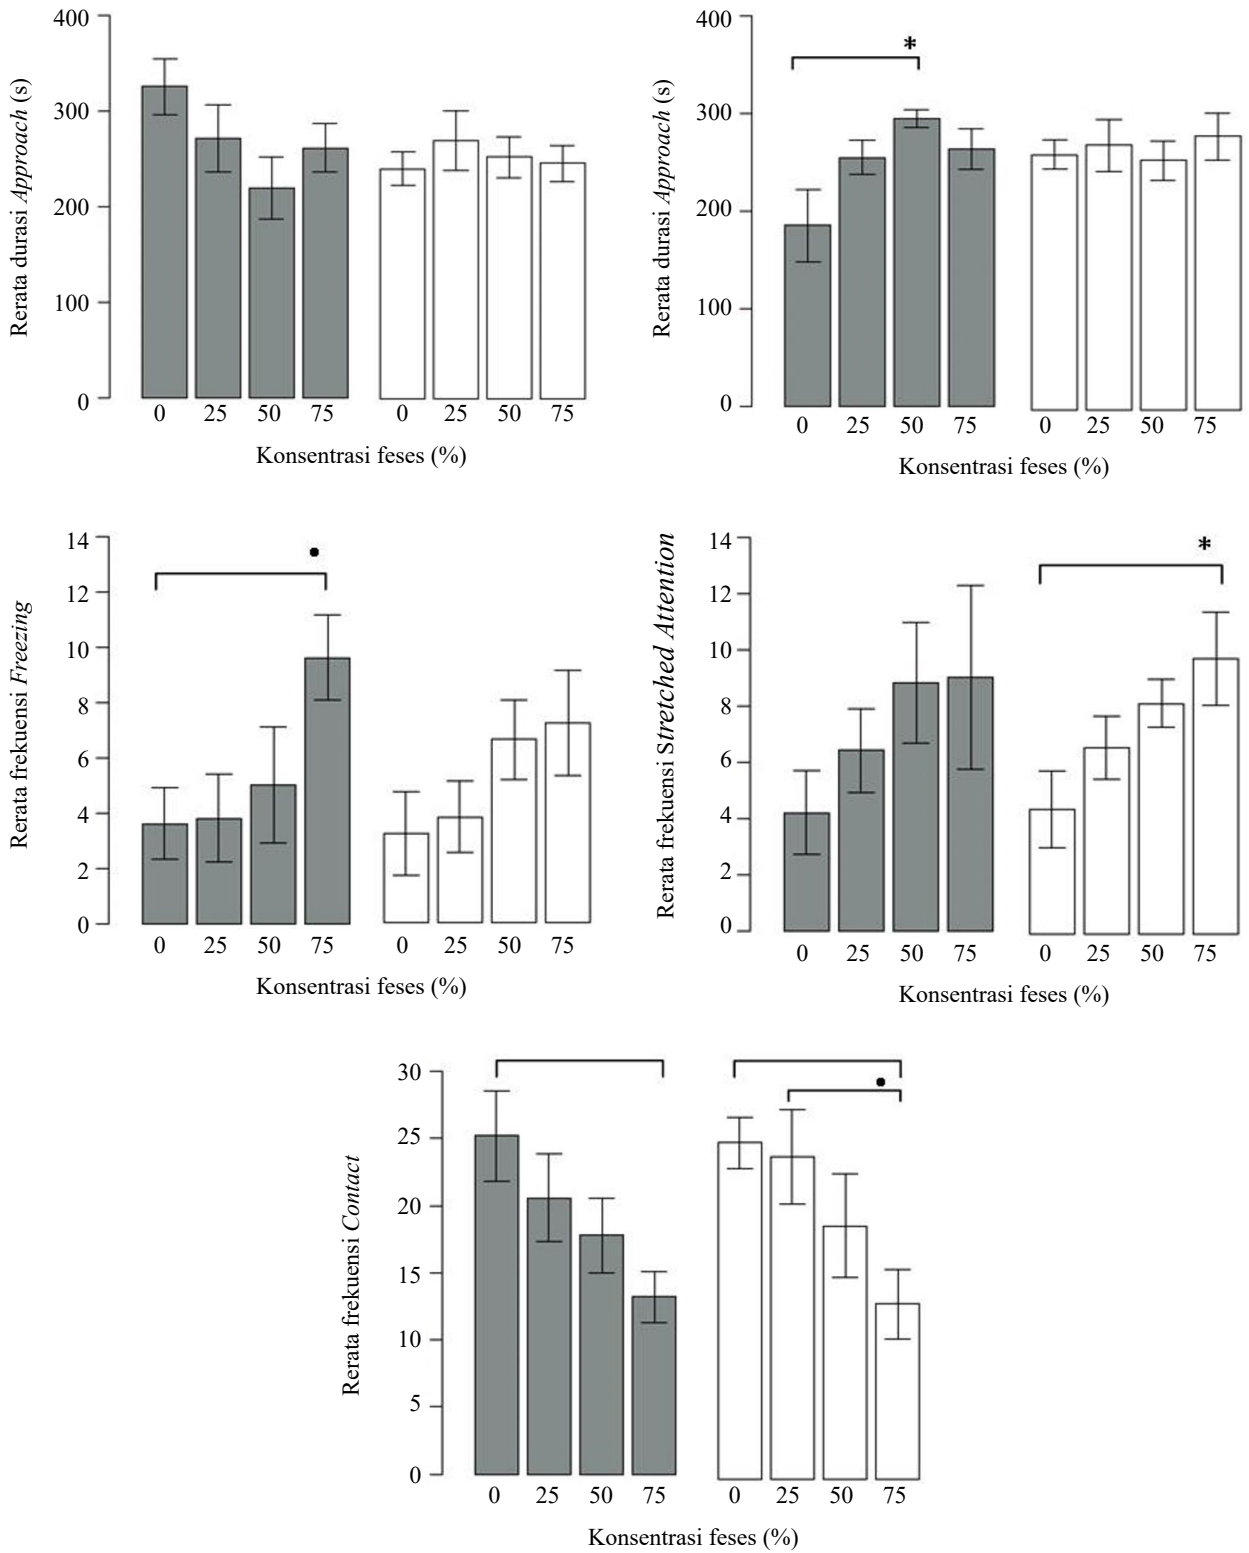 Rerata durasi Approach (s)
400
300
200
100
0
0 25 50 75 0 25 50 75
Konsentrasi feses (%)
Rerata durasi Approach (s)
400
*
300
200
100
0
0 25 50 75 0 25 50 75
Konsentrasi feses (%)
Rerata frekuensi Freezing
14
12
10
8
6
4
2
0
0 25 50 75 0 25 50 75
Konsentrasi feses (%)
Rerata frekuensi Stretched Attention
14
*
12
10
8
6
4
2
0
0 25 50 75 0 25 50 75
Konsentrasi feses (%)
Rerata frekuensi Contact
30
25
20
15
10
5
0
0 25 50 75 0 25 50 75
Konsentrasi feses (%)